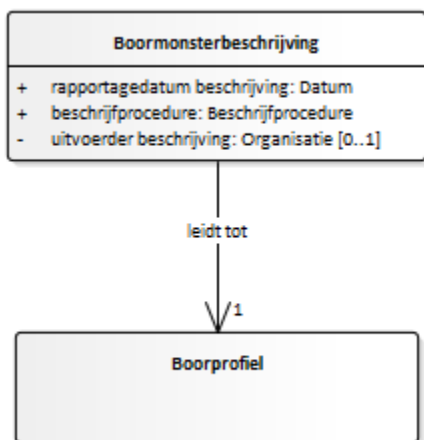 Boormonsterbeschrijving
+ rapportagedatum beschrijving: Datum
+ beschrijfprocedure: Beschrijfprocedure
- uitvoerder beschrijving: Organisatie [0..1]
leidt tot
1
Boorprofiel